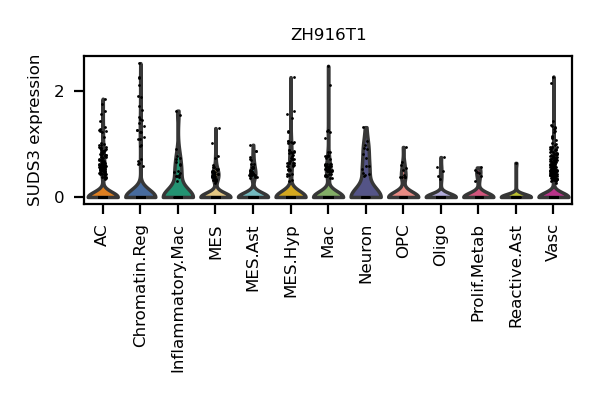 ZH916T1
SUDS3 expression
2
0
AC
Chromatin.Reg
Inflammatory.Mac
MES
MES.Ast
MES.Hyp
Mac
Neuron
OPC
Oligo
Prolif.Metab
Reactive.Ast
Vasc